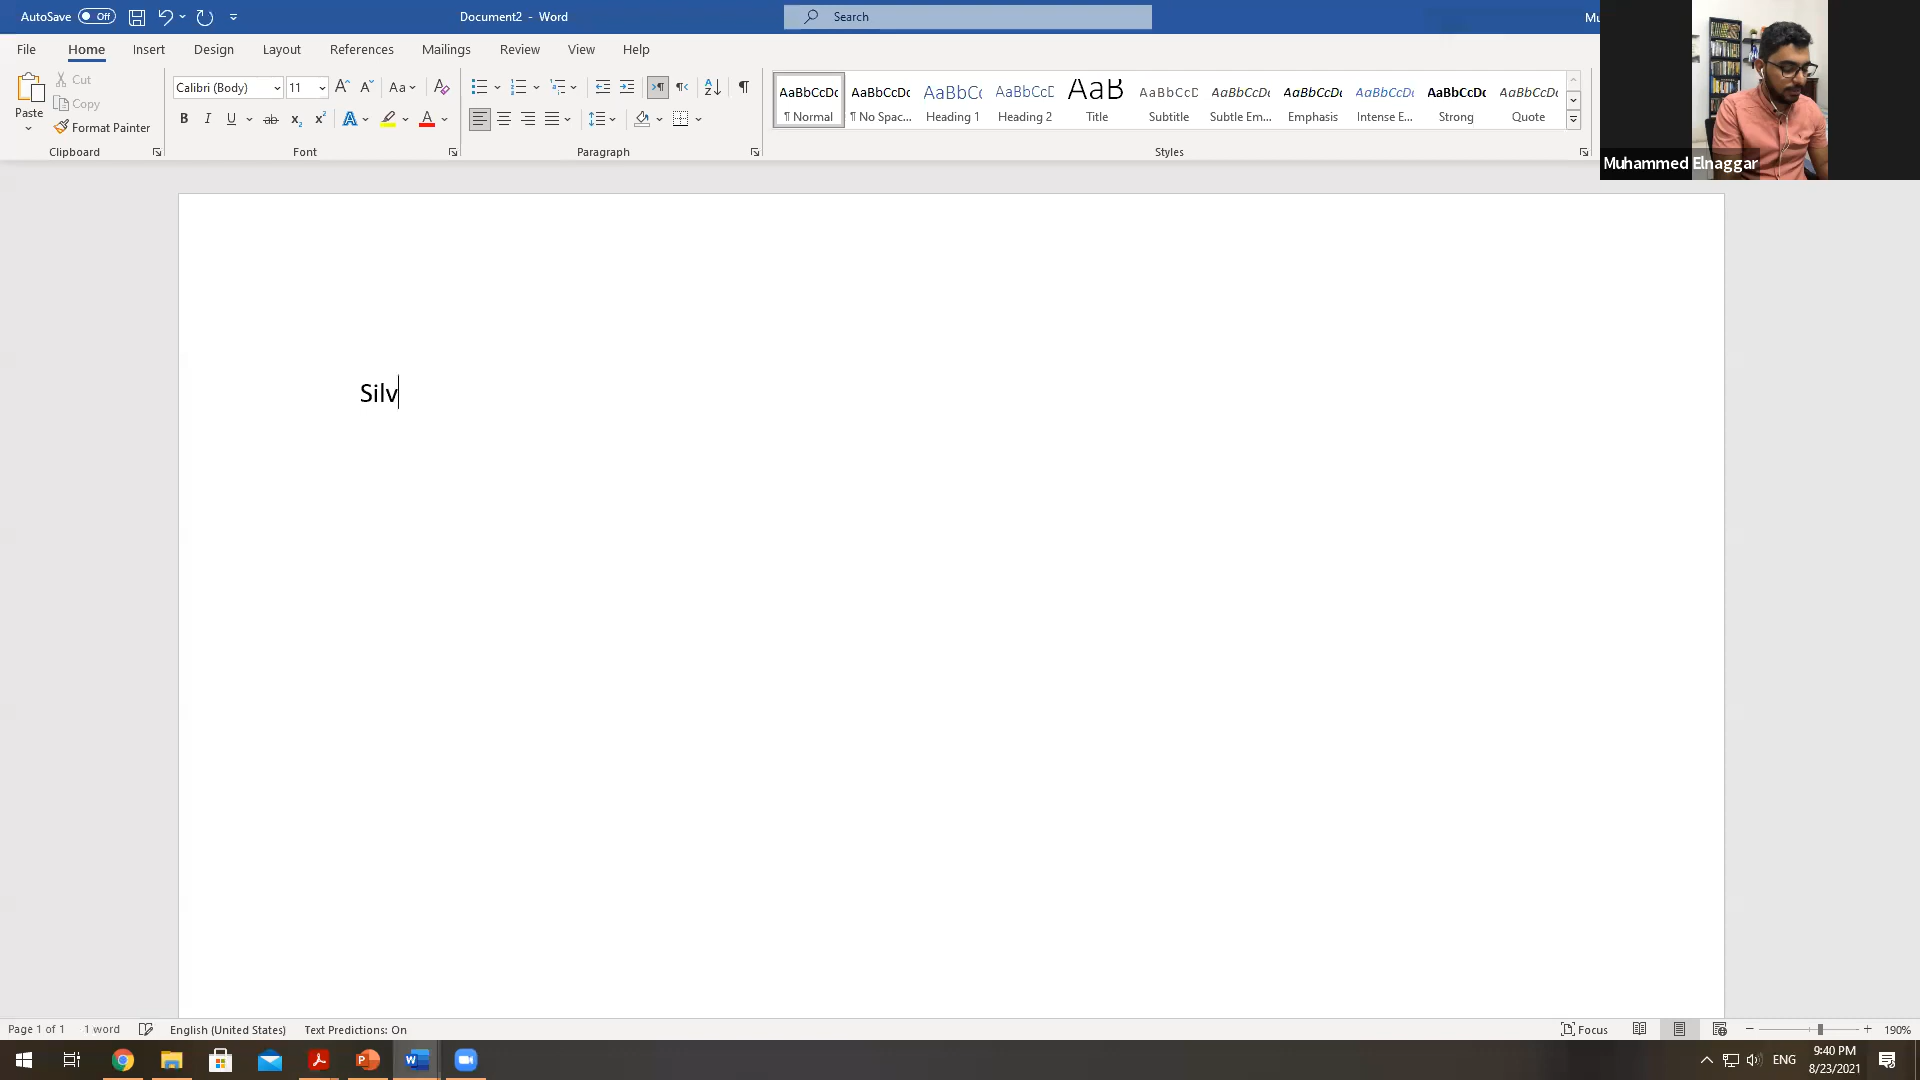 AutoSave Off Document2 - Word Search Mu
File Home Insert Design Layout References Mailings Review View Help
Paste Cut Copy Format Painter
Calibri (Body) 11
AaBbCcDc AaBbCcDc AaBbC AaBbCcD AaB AaBbCcD AaBbCcDc AaBbCcDc AaBbCcDc AaBbCcDc AaBbCcDc
¶ Normal ¶ No Spac... Heading 1 Heading 2 Title Subtitle Subtle Em... Emphasis Intense E... Strong Quote
Clipboard Font Paragraph Styles
Muhammed Elnaggar
Silv
Page 1 of 1 1 word English (United States) Text Predictions: On Focus 190%
ENG 9:40 PM
8/23/2021